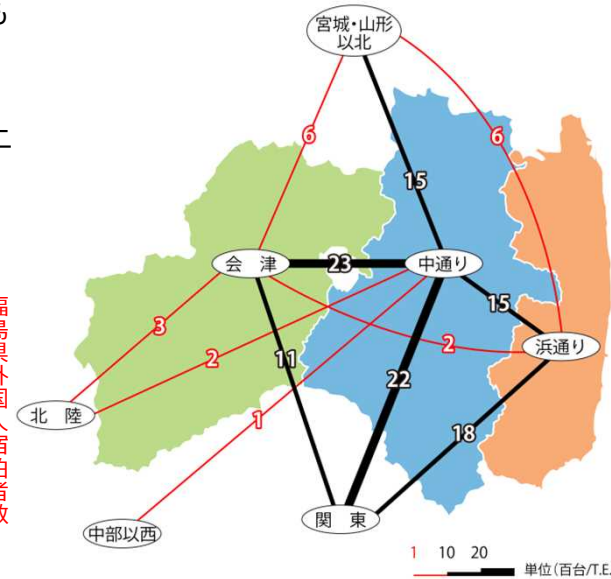 も
宮城・山形
以北
6
6
15
会　津
23
中通り
15
浜通り
3
2
11
2
22
北　陸
1
18
関　東
中部以西
1
10
20
単位(百台/T.E.
福島県外国人宿泊者数